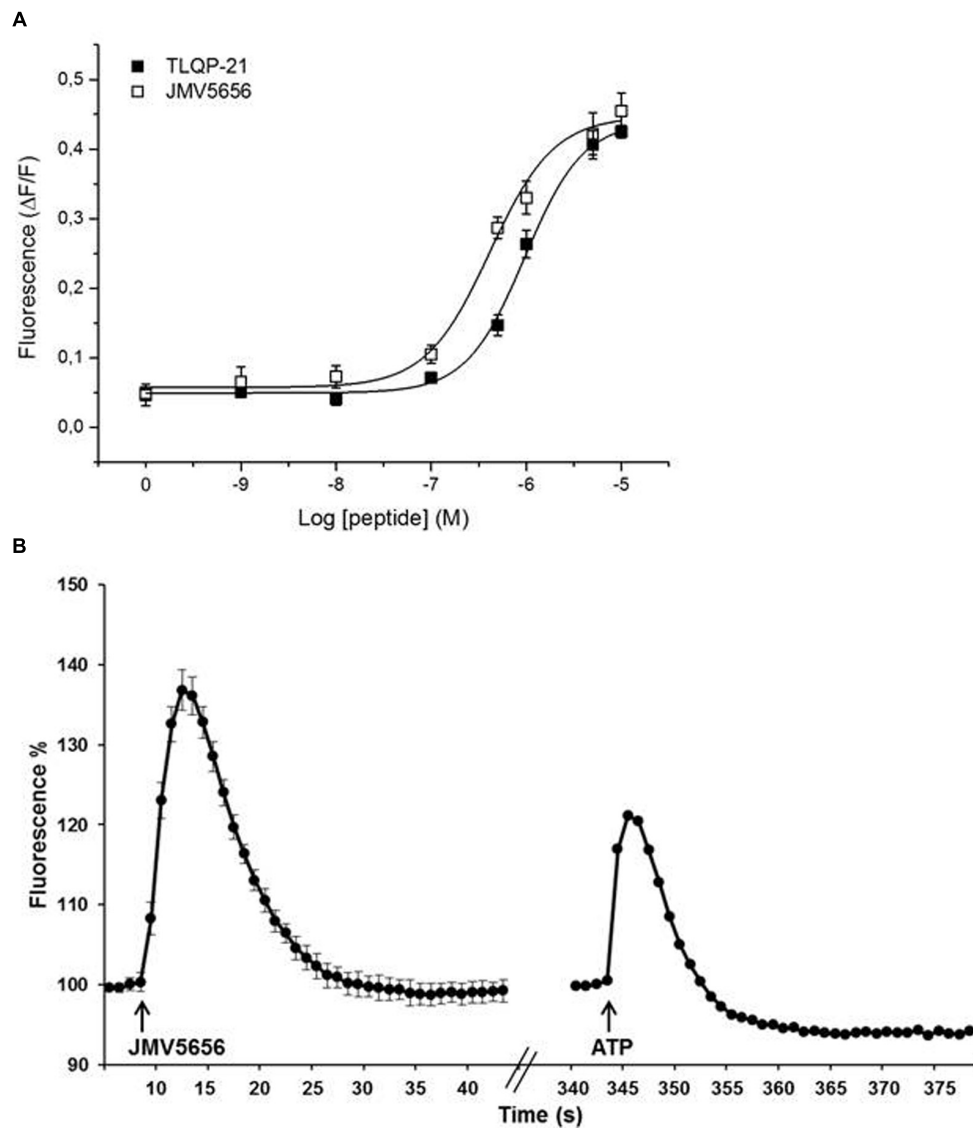 A
TLQP-21
JMV5656
0,5
0,4
0,3
0,2
0,1
0,0
Fluorescence (ΔF/F)
0 -9 -8 -7 -6 -5
Log [peptide] (M)
B
150
140
130
120
110
100
90
Fluorescence %
JMV5656 ATP
10 15 20 25 30 35 40 340 345 350 355 360 365 370 375
Time (s)